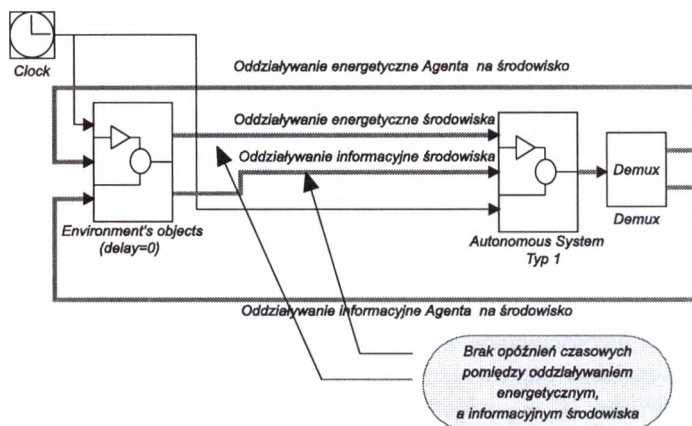 Clock
Oddziaływanie energetyczne Agenta na środowisko
Oddziaływanie energetyczne środowiska
Oddziaływanie informacyjne środowiska
Demux
Environment's objects
(delay=0)
Autonomous System
Typ 1
Demux
Oddziaływanie informacyjne Agenta na środowisko
Brak opóźnień czasowych
pomiędzy oddziaływaniem
energetycznym,
a informacyjnym środowiska